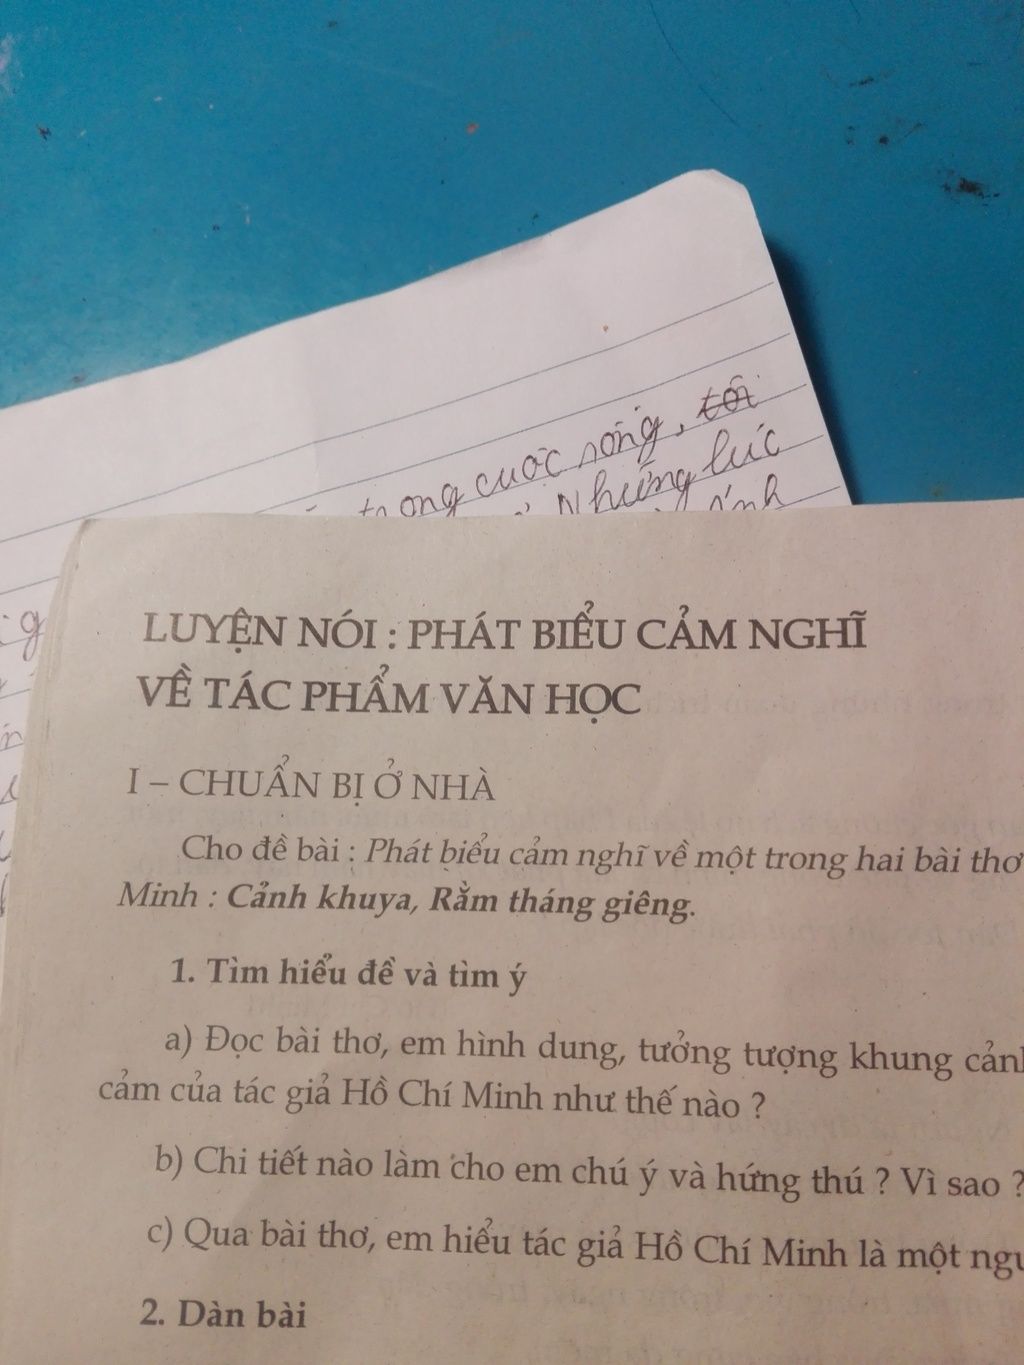 trong cuộc sống, tôi
Những lúc
LUYỆN NÓI : PHÁT BIỂU CẢM NGHĨ
VỀ TÁC PHẨM VĂN HỌC
I – CHUẨN BỊ Ở NHÀ
Cho đề bài : Phát biểu cảm nghĩ về một trong hai bài thơ
Minh : Cảnh khuya, Rằm tháng giêng.
1. Tìm hiểu đề và tìm ý
a) Đọc bài thơ, em hình dung, tưởng tượng khung
cảm của tác giả Hồ Chí Minh như thế nào ?
b) Chi tiết nào làm cho em chú ý và hứng thú ? Vì sao ?
c) Qua bài thơ, em hiểu tác giả Hồ Chí Minh là một
2. Dàn bài